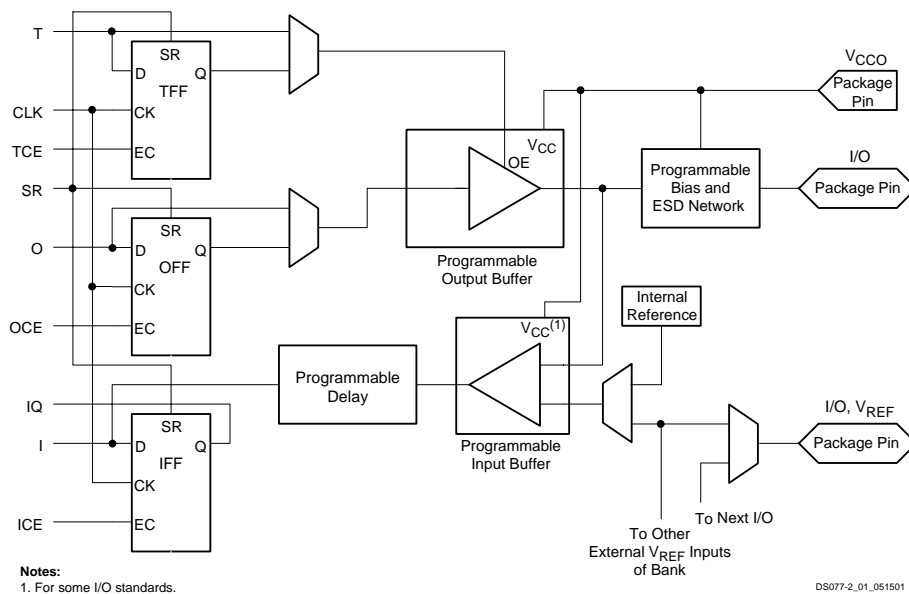 T
SR
D
Q
TFF
CLK
CK
TCE
EC
SR
SR
O
D
Q
OFF
CK
OCE
EC
IQ
SR
I
D
Q
IFF
CK
ICE
EC
VCC
OE
Programmable
Output Buffer
VCCO
Package
Pin
Programmable
Bias and
ESD Network
I/O
Package Pin
VCC(1)
Programmable
Input Buffer
Programmable
Delay
Internal
Reference
I/O, VREF
Package Pin
To Next I/O
To Other
External VREF Inputs
of Bank
Notes:
1. For some I/O standards.
DS077-2_01_051501